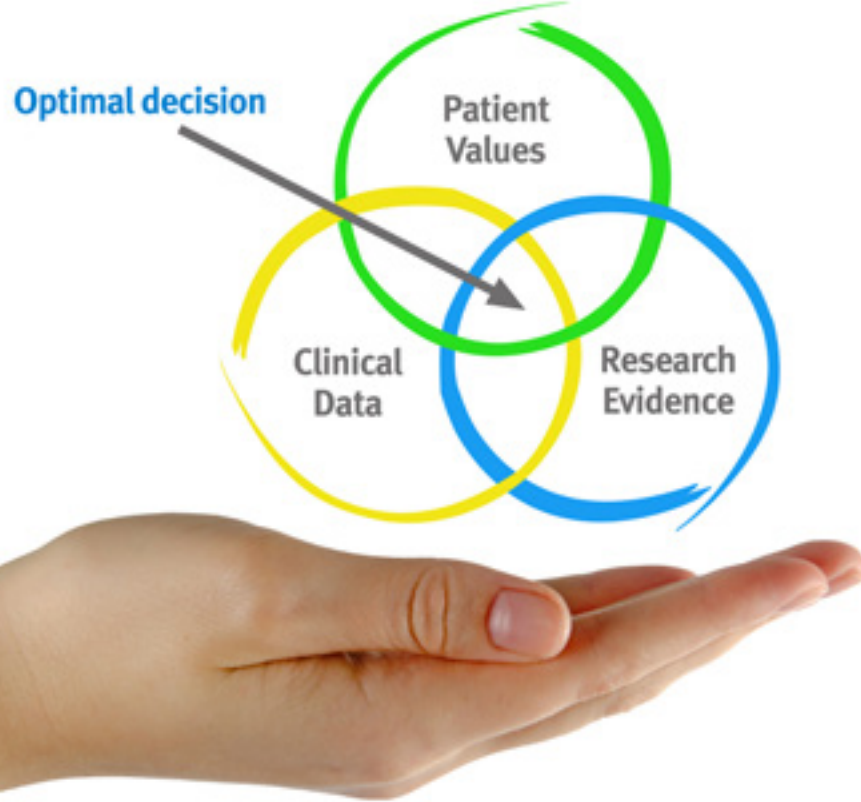 Optimal decision
Patient
Values
Clinical
Data
Research
Evidence